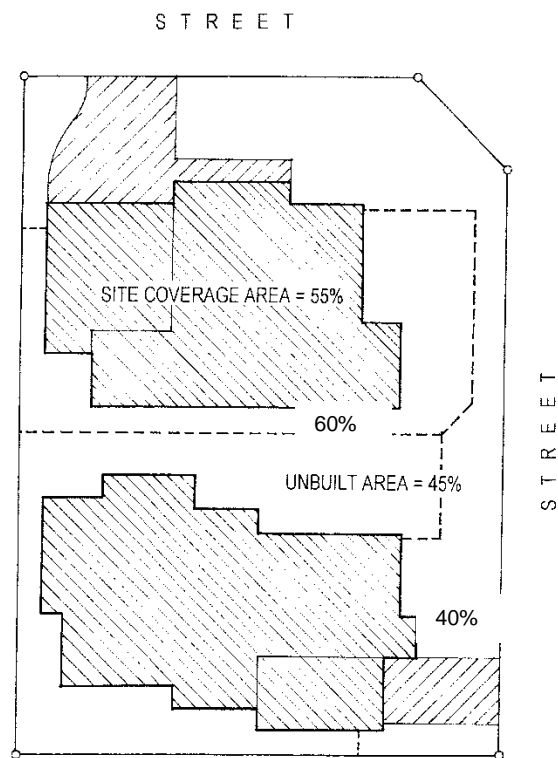 STREET
SITE COVERAGE AREA = 55%
60%
STREET
UNBUILT AREA = 45%
40%